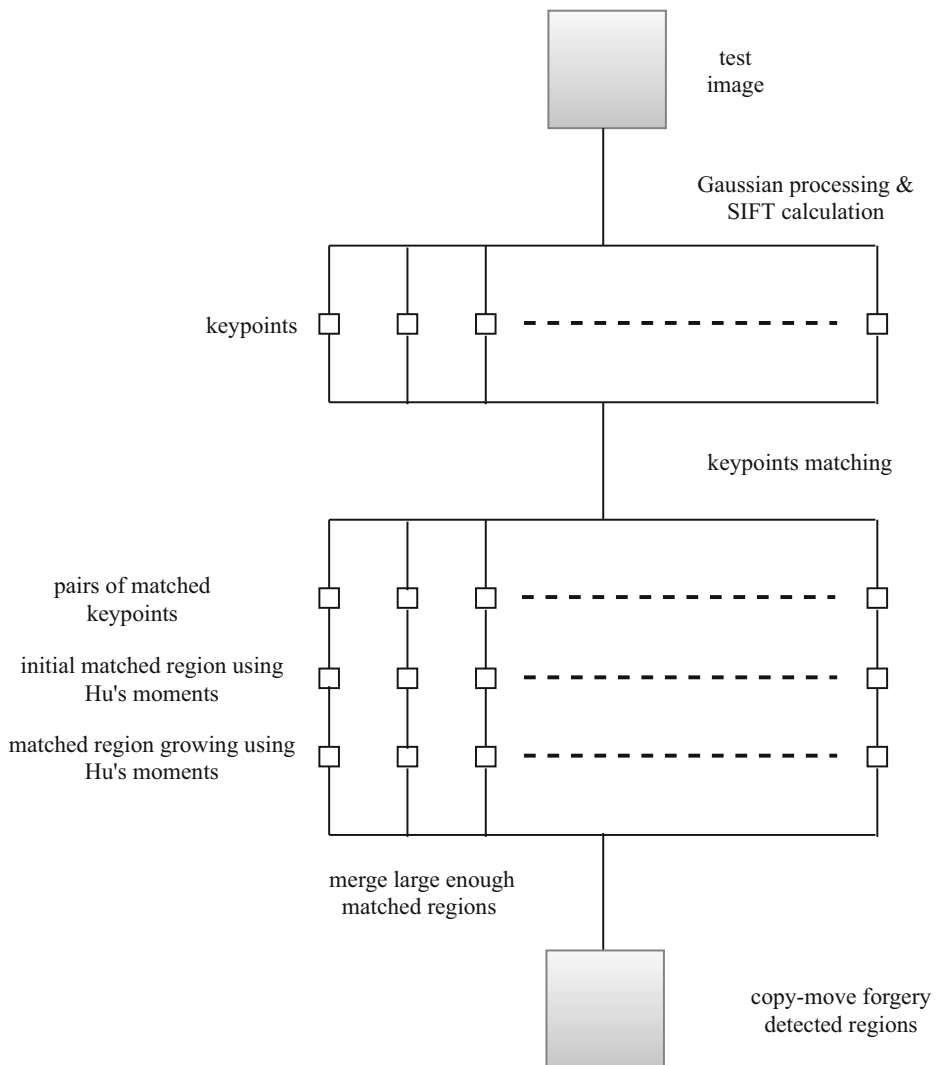 test
image
Gaussian processing &
SIFT calculation
keypoints
keypoints matching
pairs of matched
keypoints
initial matched region using
Hu's moments
matched region growing using
Hu's moments
merge large enough
matched regions
copy-move forgery
detected regions